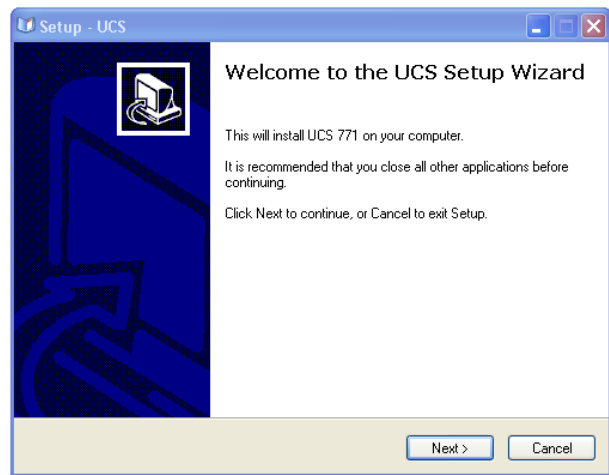 Setup - UCS
Welcome to the UCS Setup Wizard
This will install UCS 771 on your computer.
It is recommended that you close all other applications before
continuing.
Click Next to continue, or Cancel to exit Setup.
Next >
Cancel